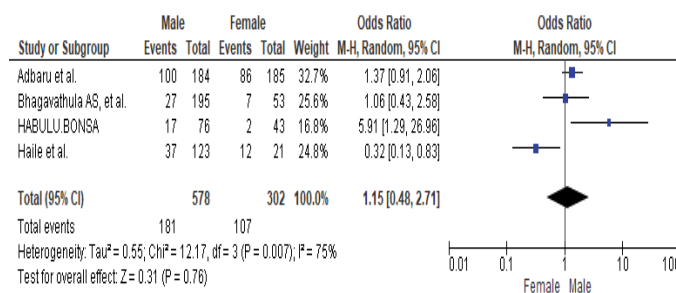 Male Female Odds Ratio Odds Ratio
Study or Subgroup Events Total Events Total Weight M-H, Random, 95% CI M-H, Random, 95% CI
Adbaru et al. 100 184 86 185 32.7% 1.37 [0.91, 2.06]
Bhagavathula AS, et al. 27 195 7 53 25.6% 1.06 [0.43, 2.58]
HABULU.BONSA 17 76 2 43 16.8% 5.91 [1.29, 26.96]
Haile et al. 37 123 12 21 24.8% 0.32 [0.13, 0.83]
Total (95% CI) 578 302 100.0% 1.15 [0.48, 2.71]
Total events 181 107
Heterogeneity: Tau² = 0.55; Chi² = 12.17, df = 3 (P = 0.007); I² = 75%
Test for overall effect: Z = 0.31 (P = 0.76)
0.01 0.1 1 10 100
Female Male